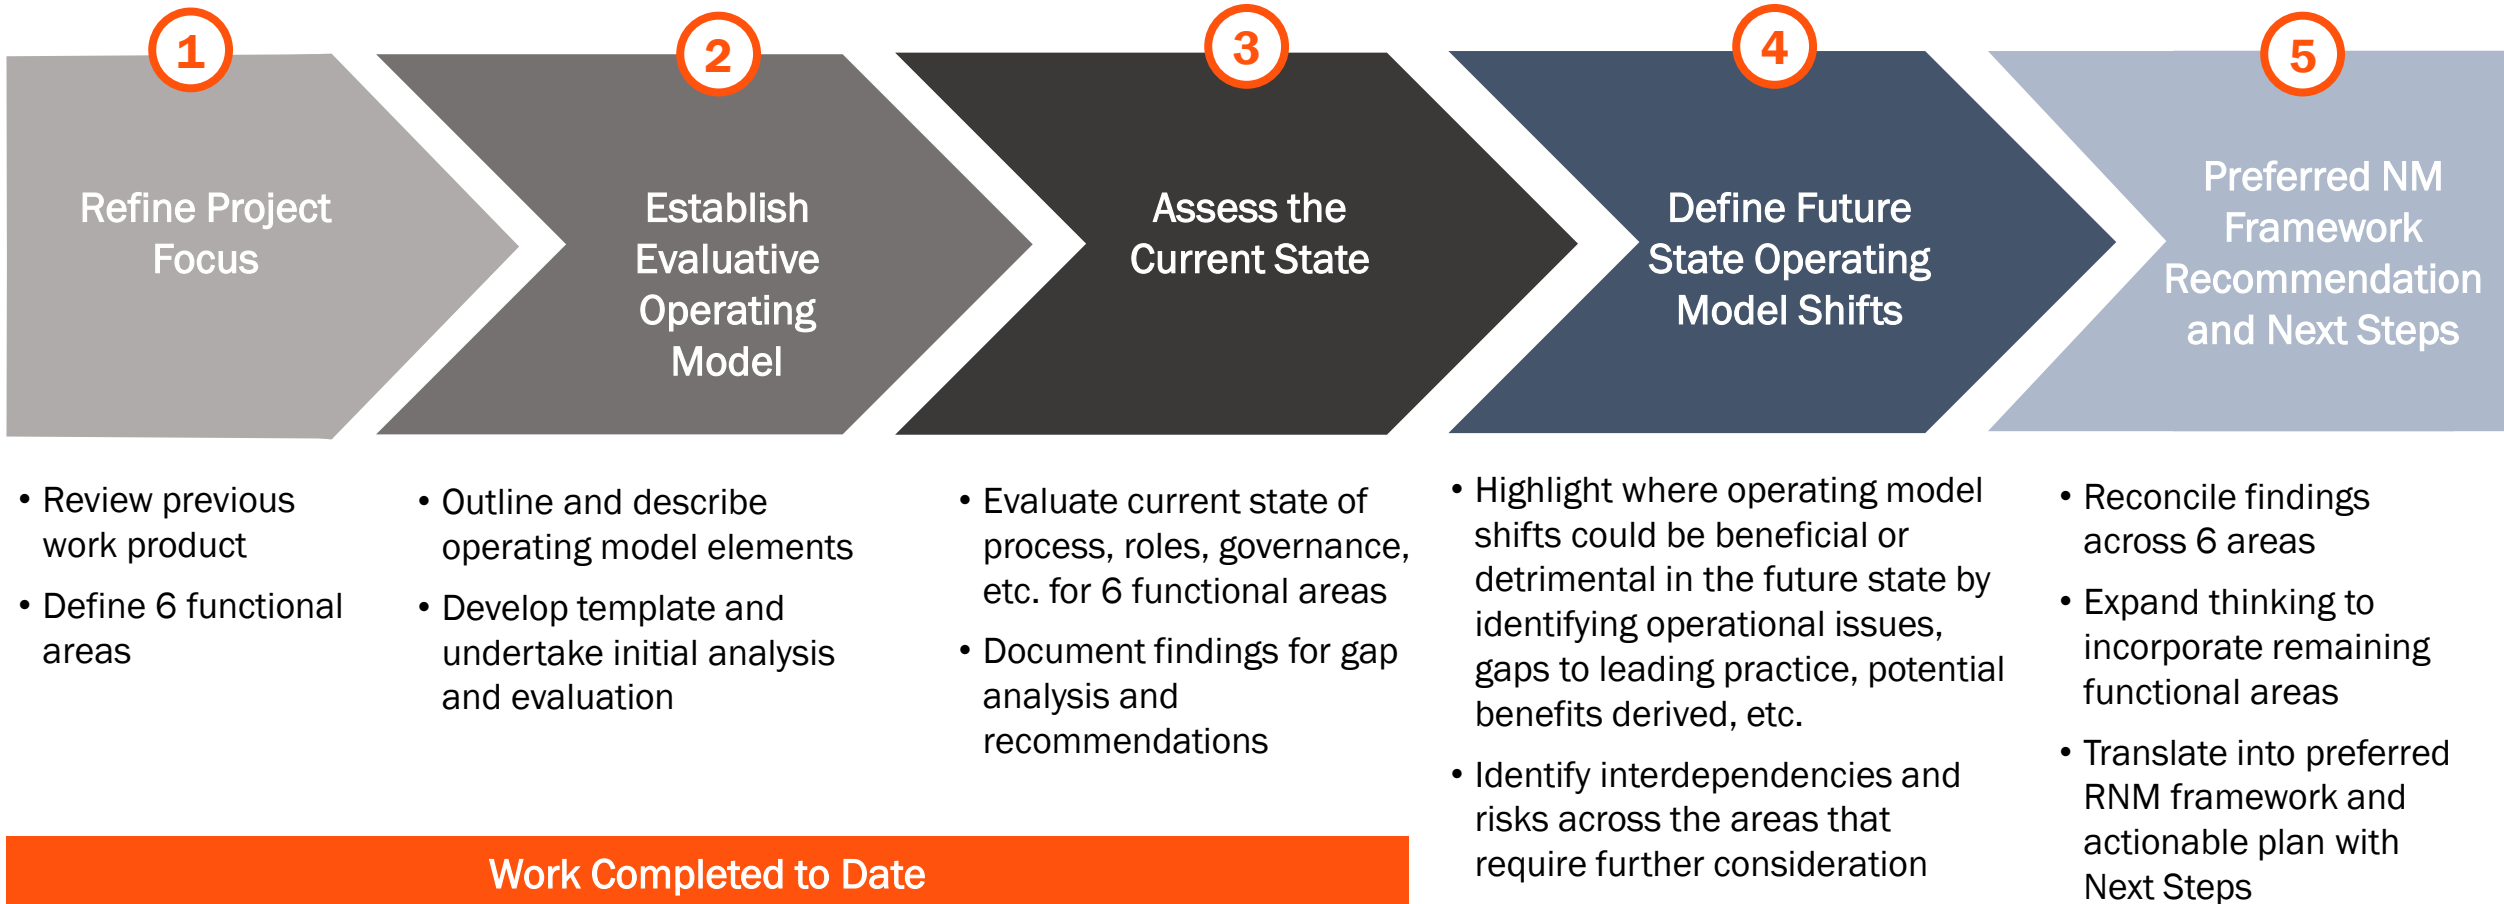 1
Refine Project
Focus
• Review previous
work product
• Define 6 functional
areas
2
Establish
Evaluative
Operating
Model
• Outline and describe
operating model elements
• Develop template and
undertake initial analysis
and evaluation
3
Assess the
Current State
• Evaluate current state of
process, roles, governance,
etc. for 6 functional areas
• Document findings for gap
analysis and
recommendations
Work Completed to Date
4
Define Future
State Operating
Model Shifts
• Highlight where operating model
shifts could be beneficial or
detrimental in the future state by
identifying operational issues,
gaps to leading practice, potential
benefits derived, etc.
• Identify interdependencies and
risks across the areas that
require further consideration
5
Preferred NM
Framework
Recommendation
and Next Steps
• Reconcile findings
across 6 areas
• Expand thinking to
incorporate remaining
functional areas
• Translate into preferred
RNM framework and
actionable plan with
Next Steps